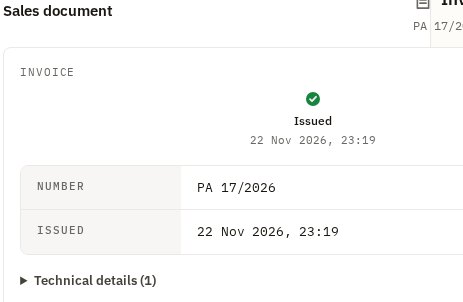 Sales document
PA 17/2
INVOICE
Issued
22 Nov 2026, 23:19
NUMBER PA 17/2026
ISSUED 22 Nov 2026, 23:19
Technical details (1)